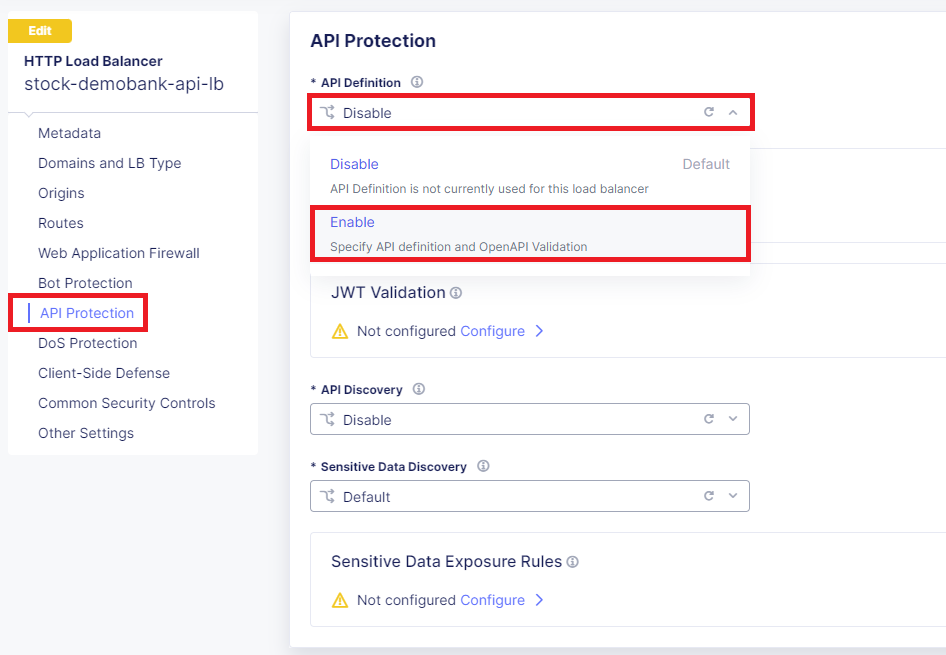 Edit
HTTP Load Balancer
stock-demobank-api-lb
Metadata
Domains and LB Type
Origins
Routes
Web Application Firewall
Bot Protection
API Protection
DoS Protection
Client-Side Defense
Common Security Controls
Other Settings
API Protection
* API Definition
Disable
Disable Default
API Definition is not currently used for this load balancer
Enable
Specify API definition and OpenAPI Validation
JWT Validation
Not configured Configure
* API Discovery
Disable
* Sensitive Data Discovery
Default
Sensitive Data Exposure Rules
Not configured Configure